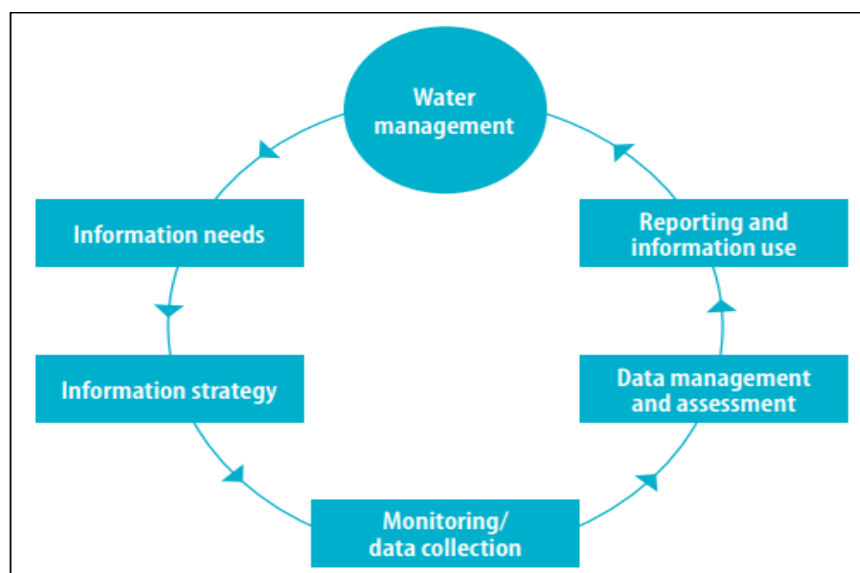 Water
management
Information needs
Reporting and
information use
Information strategy
Data management
and assessment
Monitoring/
data collection